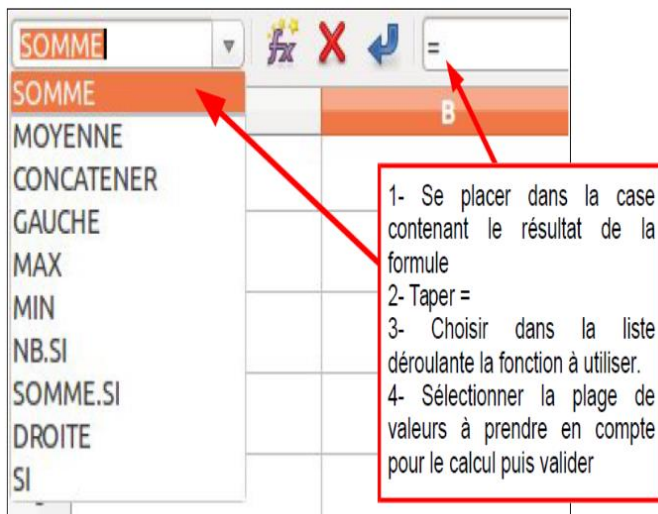 SOMME
fx
=
SOMME
B
MOYENNE
CONCATENER
GAUCHE
MAX
MIN
NB.SI
SOMME.SI
DROITE
SI
1- Se placer dans la case
contenant le résultat de la
formule
2- Taper =
3- Choisir dans la liste
déroulante la fonction à utiliser.
4- Sélectionner la plage de
valeurs à prendre en compte
pour le calcul puis valider